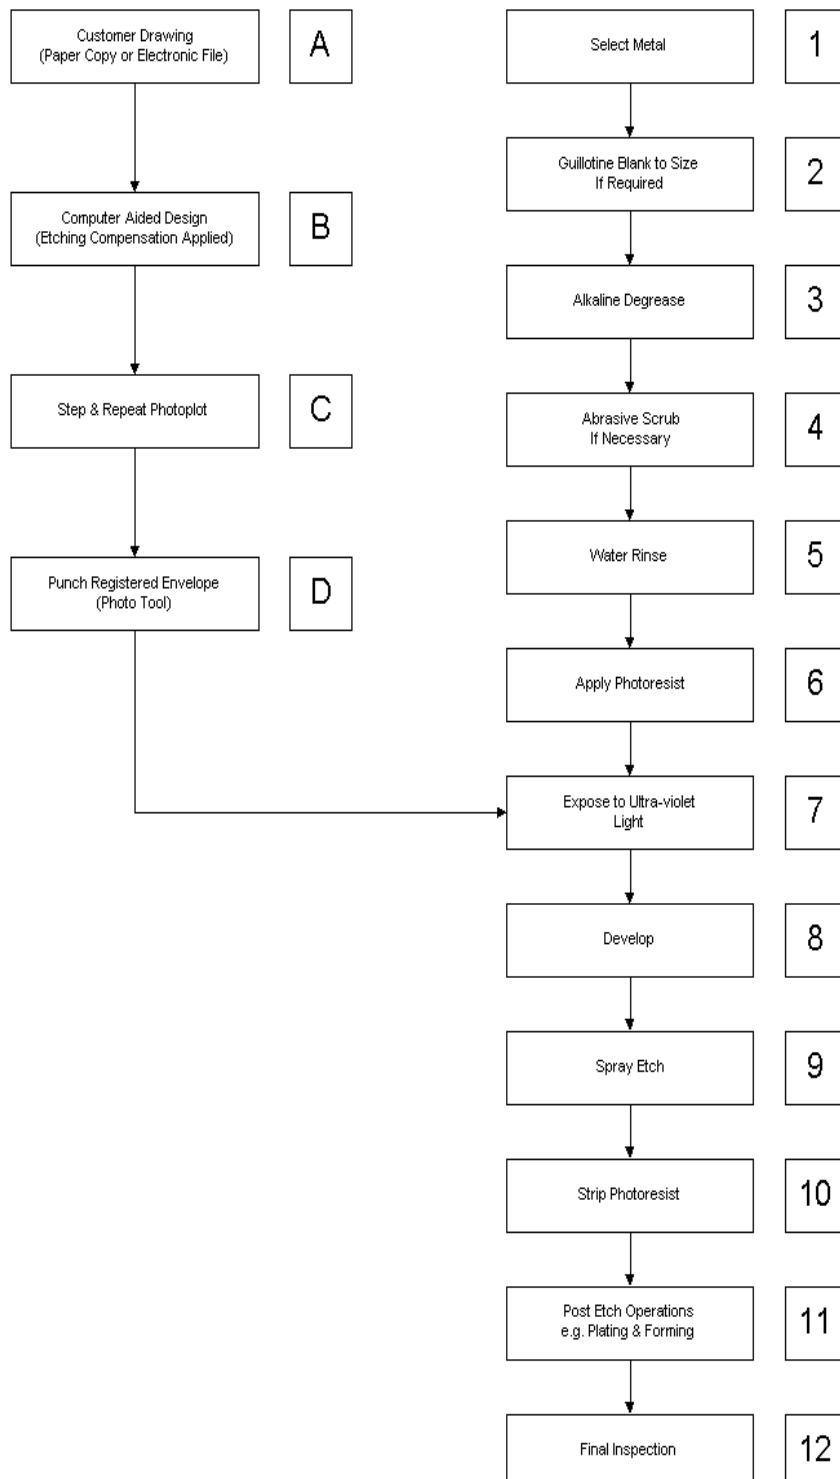 Customer Drawing
(Paper Copy or Electronic File)
A
Computer Aided Design
(Etching Compensation Applied)
B
Step & Repeat Photoplot
C
Punch Registered Envelope
(Photo Tool)
D
Select Metal
1
Guillotine Blank to Size
If Required
2
Alkaline Degrease
3
Abrasive Scrub
If Necessary
4
Water Rinse
5
Apply Photoresist
6
Expose to Ultra-violet
Light
7
Develop
8
Spray Etch
9
Strip Photoresist
10
Post Etch Operations
e.g. Plating & Forming
11
Final Inspection
12